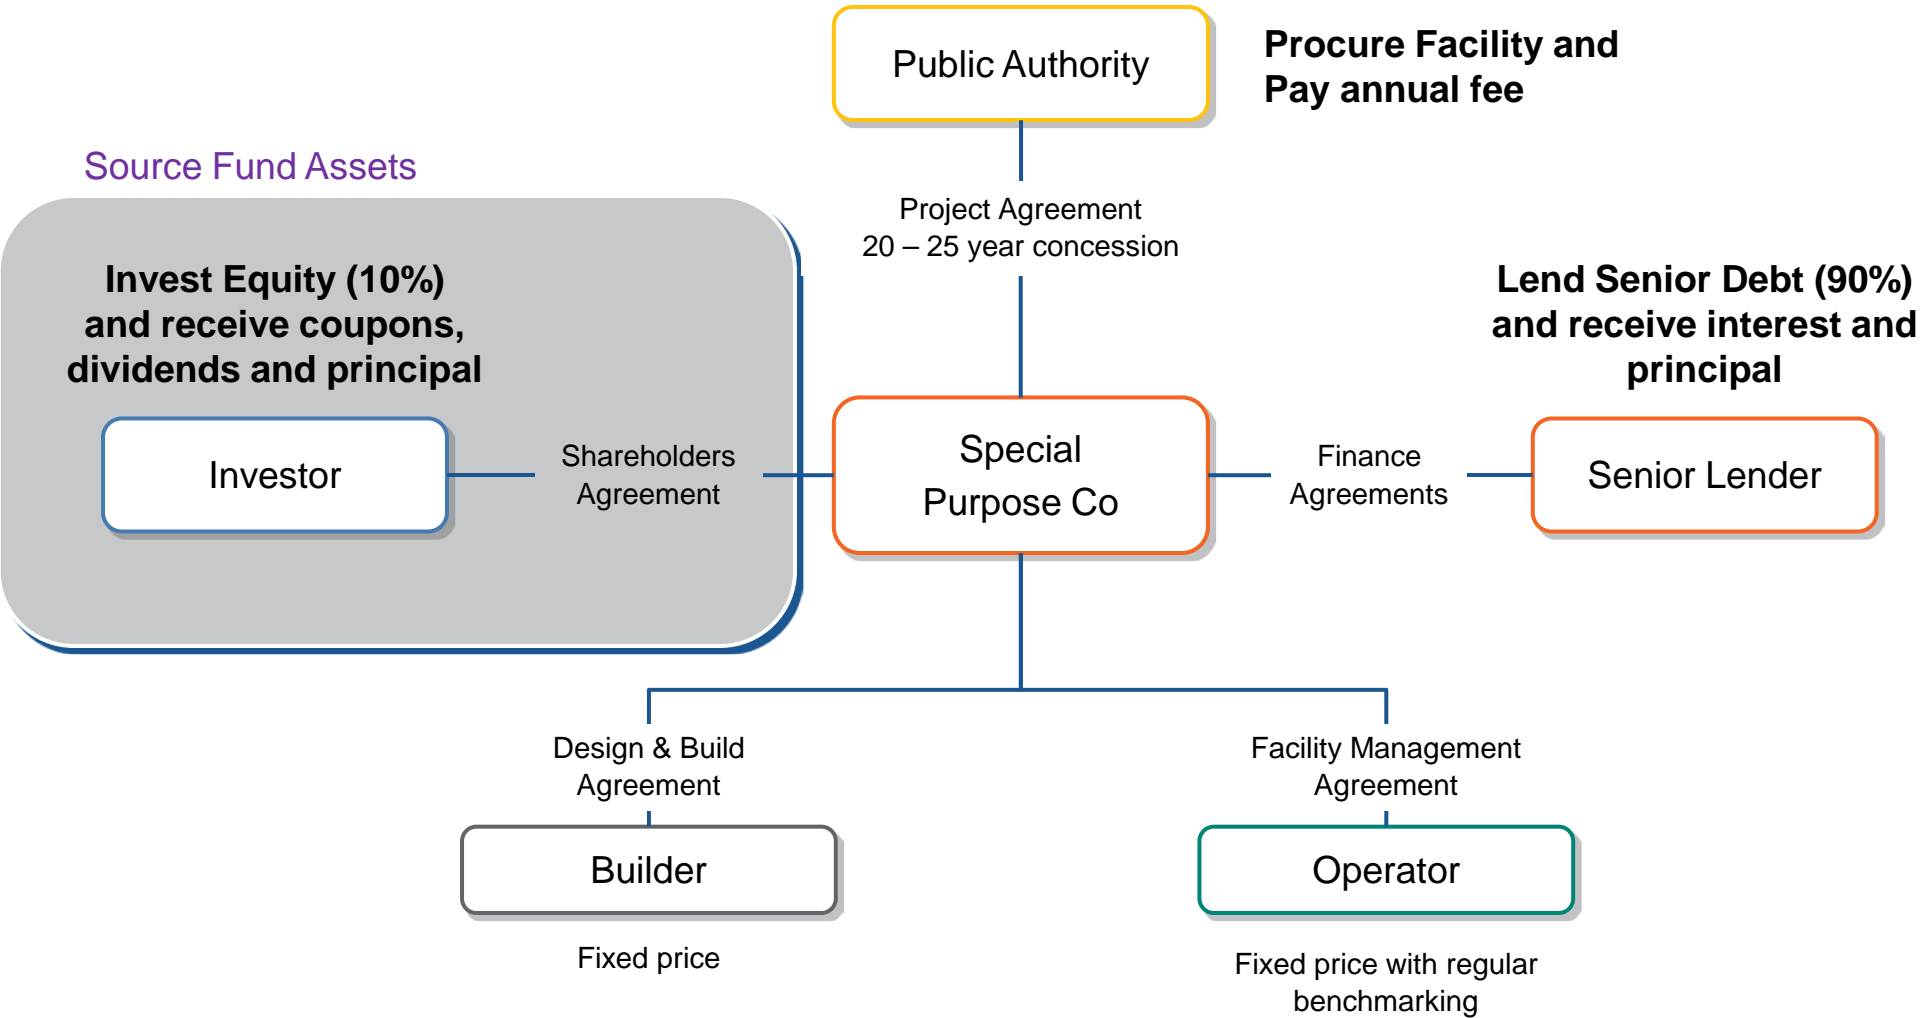 Public Authority
Procure Facility and
Pay annual fee
Source Fund Assets
Project Agreement
20 – 25 year concession
Invest Equity (10%)
and receive coupons,
dividends and principal
Lend Senior Debt (90%)
and receive interest and
principal
Investor
Shareholders
Agreement
Special
Purpose Co
Finance
Agreements
Senior Lender
Design & Build
Agreement
Facility Management
Agreement
Builder
Operator
Fixed price
Fixed price with regular
benchmarking